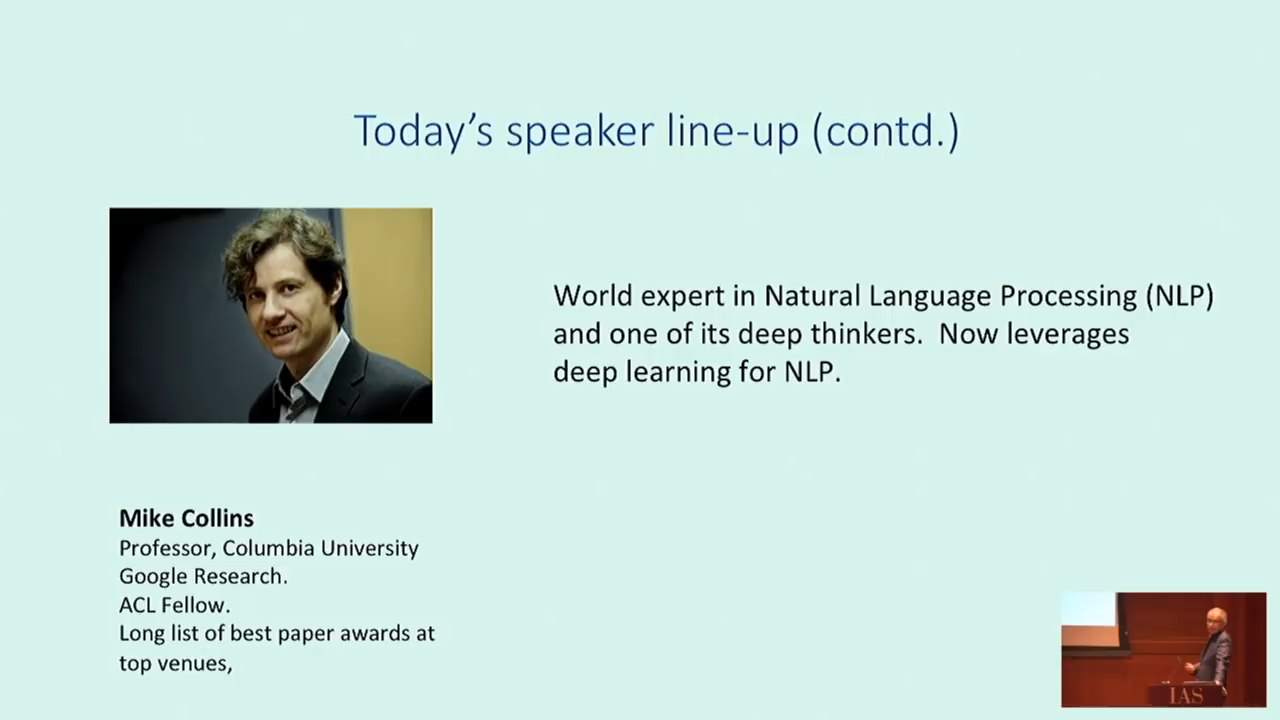 Today's speaker line-up (contd.)
World expert in Natural Language Processing (NLP)
and one of its deep thinkers.  Now leverages
deep learning for NLP.
Mike Collins
Professor, Columbia University
Google Research.
ACL Fellow.
Long list of best paper awards at
top venues,
IAS